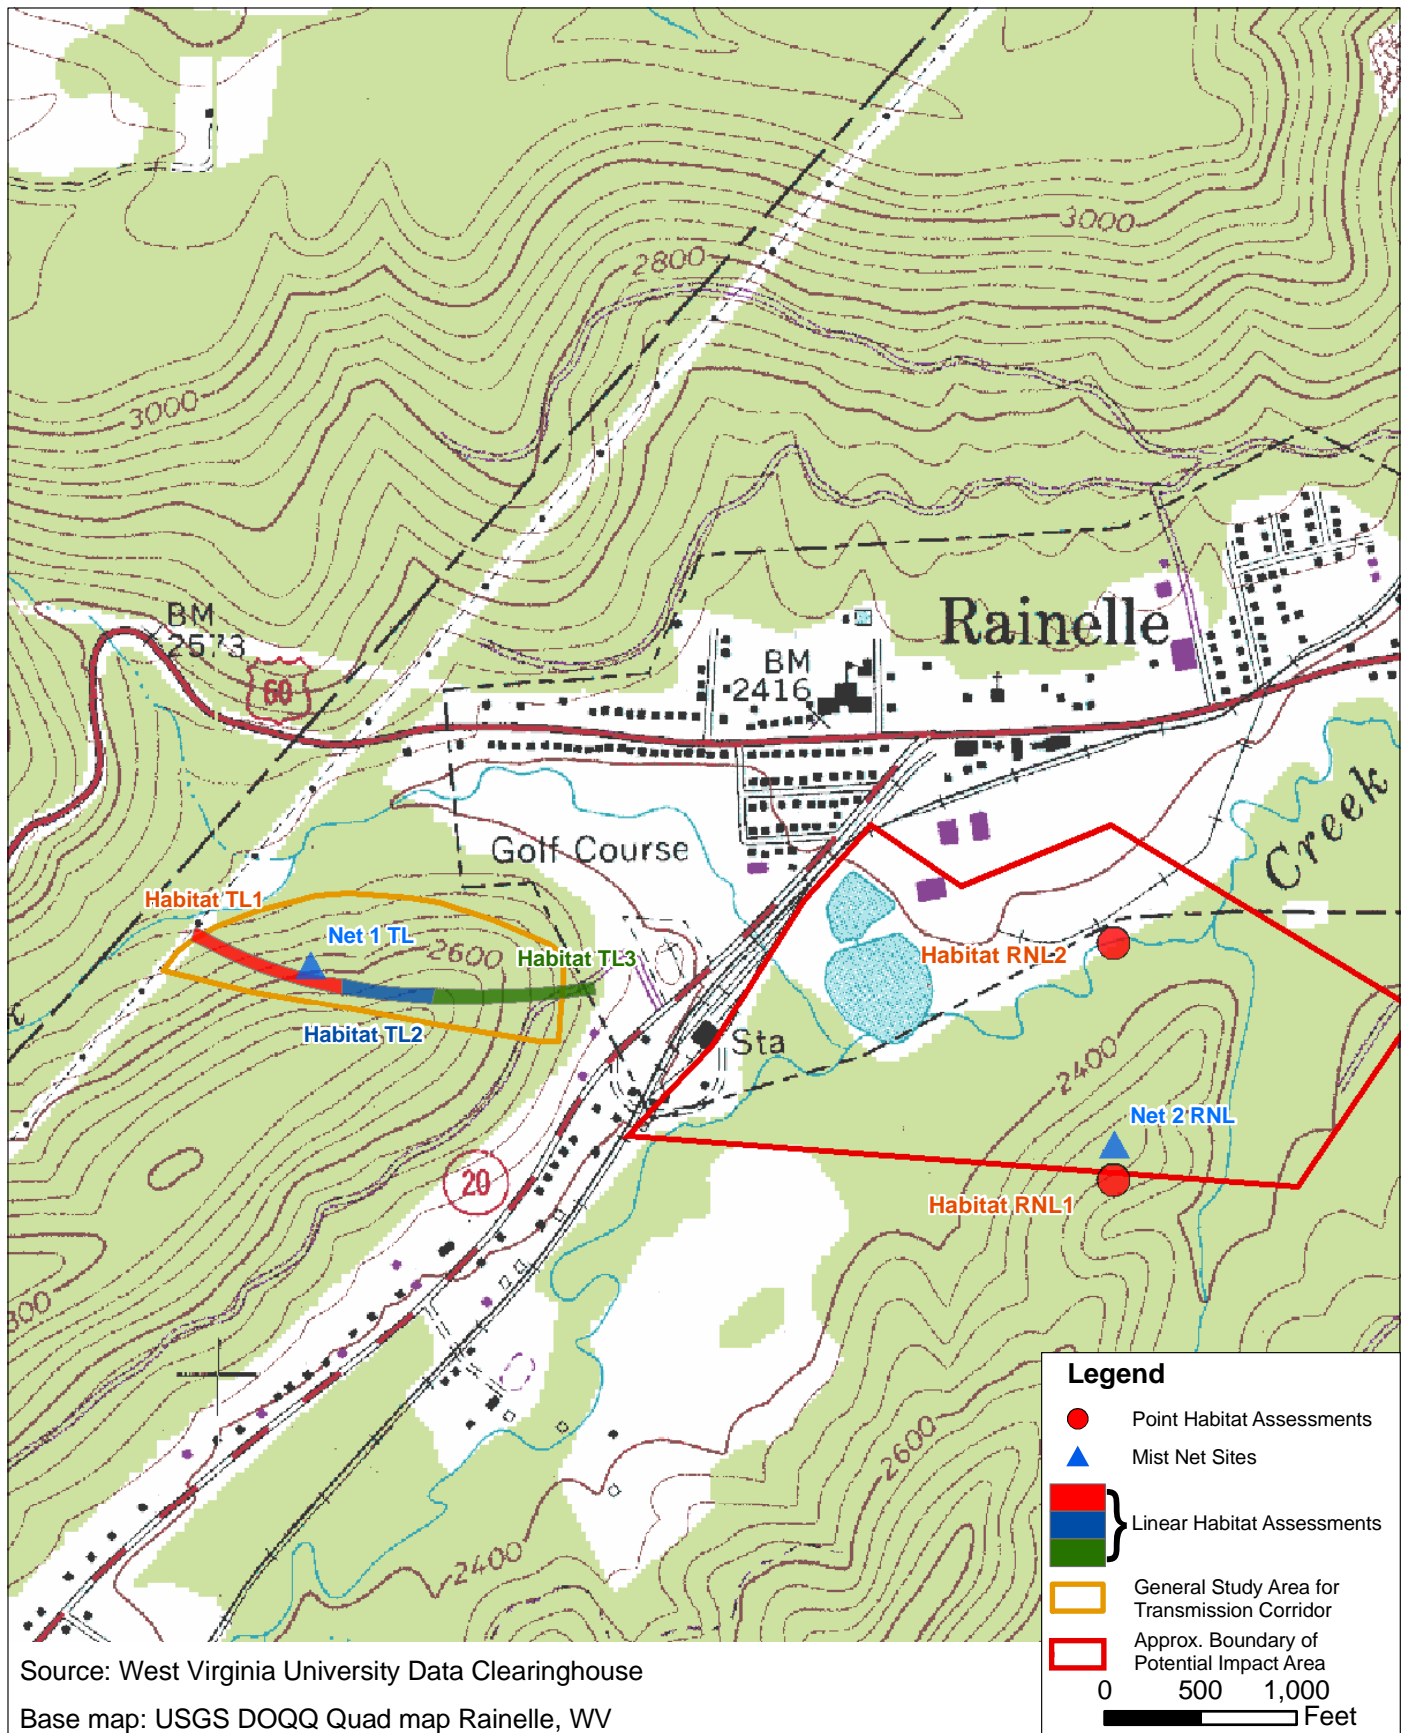 3000
2800
3000
BM
2573
60
Rainelle
BM
2416
Creek
Golf Course
Habitat TL1
Net 1 TL
2600
Habitat TL3
Habitat RNL2
Habitat TL2
Sta
2400
Net 2 RNL
20
Habitat RNL1
2600
2400
Legend
Point Habitat Assessments
Mist Net Sites
Linear Habitat Assessments
General Study Area for
Transmission Corridor
Approx. Boundary of
Potential Impact Area
0 500 1,000
Feet
Source: West Virginia University Data Clearinghouse
Base map: USGS DOQQ Quad map Rainelle, WV